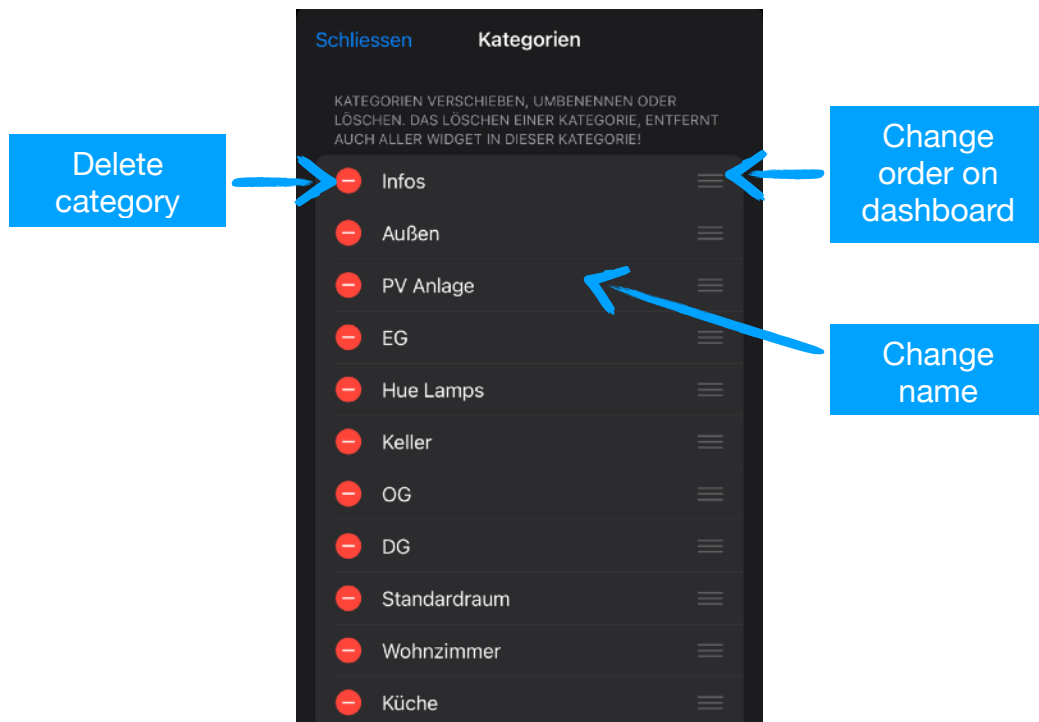 Schliessen Kategorien
KATEGORIEN VERSCHIEBEN, UMBENENNEN ODER
LÖSCHEN. DAS LÖSCHEN EINER KATEGORIE, ENTFERNT
AUCH ALLER WIDGET IN DIESER KATEGORIE!
Delete
category
Change
order on
dashboard
Infos
Außen
PV Anlage
EG
Change
name
Hue Lamps
Keller
OG
DG
Standardraum
Wohnzimmer
Küche